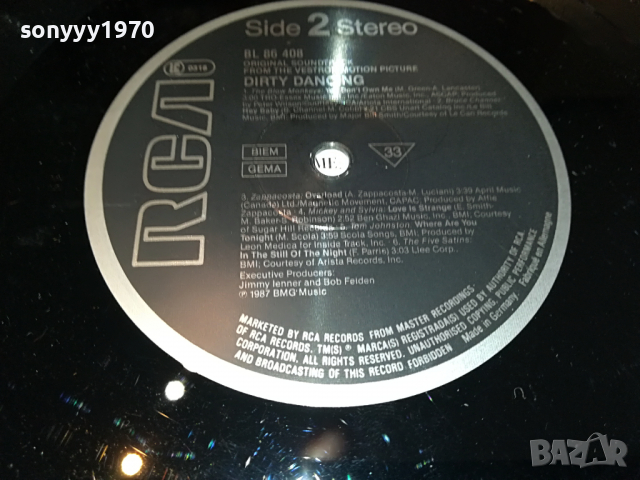 sonyyy1970
Side 2 Stereo
BL 86 408
ORIGINAL SOUNDTRACK
FROM THE VESTRON MOTION PICTURE
DIRTY DANCING
RCA
BIEM
GEMA
33
3. Zappacosta: Overload (A. Zappacosta-M. Luciani) 3:39 April Music
(Canada) Ltd./Magnetic Movement, CAPAC. Produced by
Zappacosta 4. Mickey and Sylvia: Love is Strange (E. Smith-
M. Baker-S. Robinson) 2:52 Ben-Ghazi Music, BMI, Courtesy
of Sugar Hill Records 5. Tom Johnston: Where Are You
Tonight (M. Scola) 3:59 Scola Songs, BMI. Produced by
John Medica for Inside Track, Inc. 6. The Five Satins:
In The Still Of The Night (F. Parris) 3:03 Llee Corp.,
BMI; Courtesy of Arista Records, Inc.
Executive Producers:
Jimmy Ienner and Bob Feiden
℗ 1987 BMG Music
MARKETED BY RCA RECORDS FROM MASTER RECORDINGS
OF RCA RECORDS. TM(S) ® MARCA(S) REGISTRADA(S) USED BY AUTHORITY OF RCA
CORPORATION. ALL RIGHTS RESERVED. UNAUTHORISED COPYING, PUBLIC PERFORMANCE
AND BROADCASTING OF THIS RECORD FORBIDDEN
Made in Germany · Fabriqué en Allemagne
BAZAR